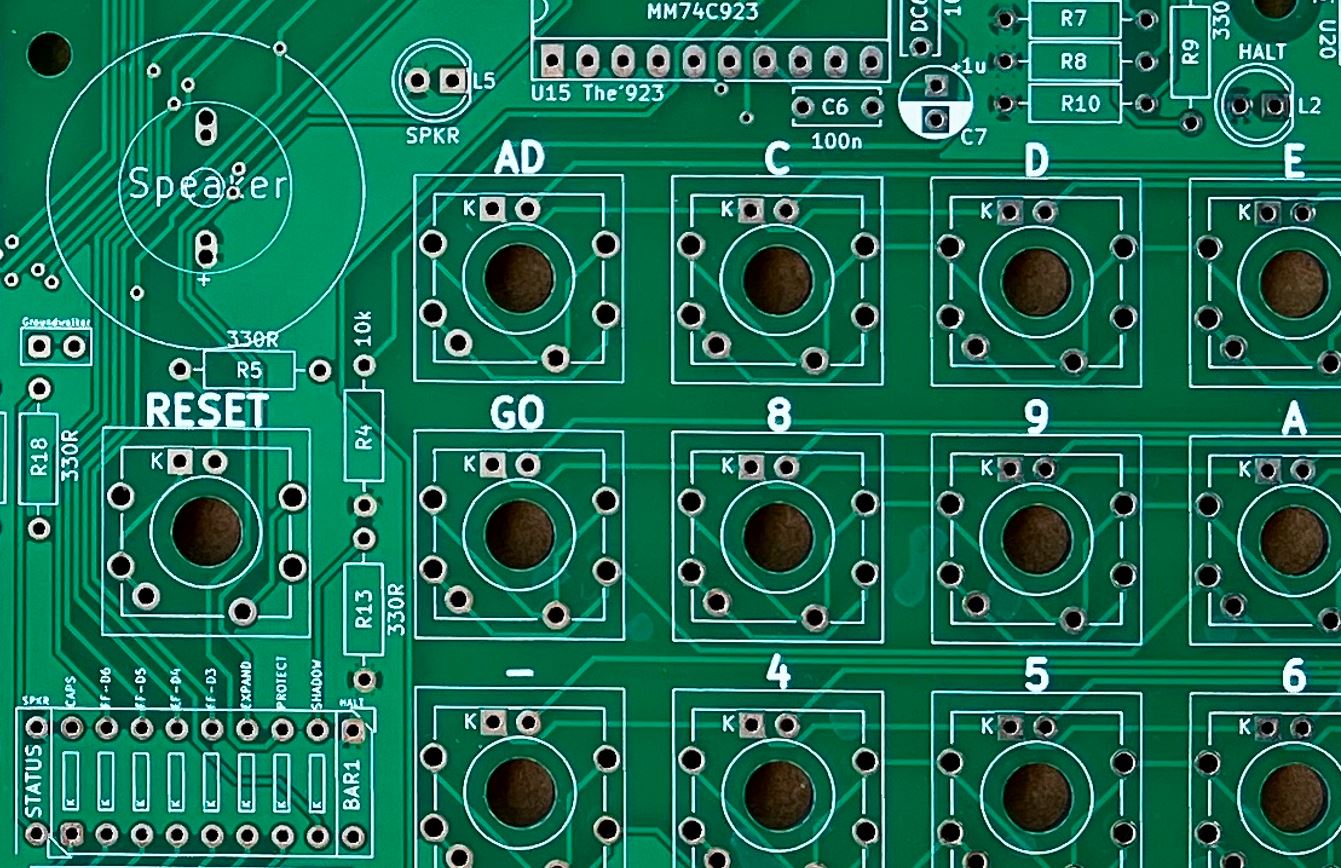 MM74C923
U15 The'923
L5
SPKR
Speaker
+
C6
100n
+1u
C7
R7
R8
R10
R9
330
U20
HALT
L2
AD
C
D
E
K
K
K
K
Groundwalker
330R
R5
10k
R4
R18
330R
RESET
K
GO
8
9
A
K
K
K
K
R13
330R
-
4
5
6
K
K
K
K
SPKR
CAPS
FF-D6
FF-D5
FF-D4
FF-D3
EXPAND
PROTECT
SHADOW
HALT
STATUS
K
K
K
K
K
K
K
K
BAR1